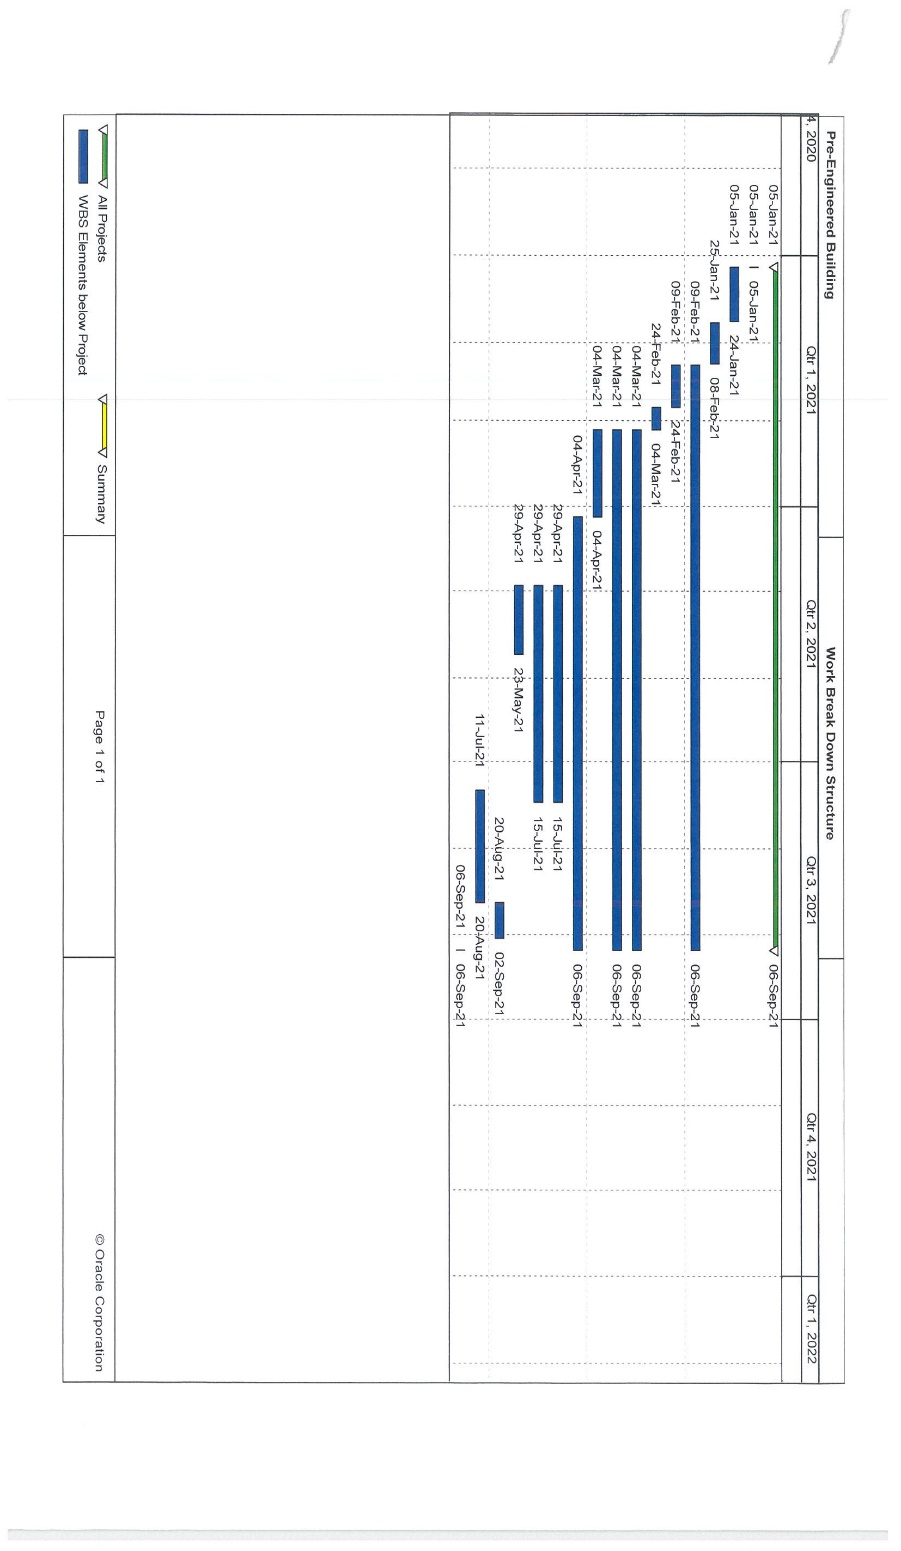 Pre-Engineered Building Work Break Down Structure
4, 2020 Qtr 1, 2021 Qtr 2, 2021 Qtr 3, 2021 Qtr 4, 2021 Qtr 1, 2022
05-Jan-21 06-Sep-21
05-Jan-21 05-Jan-21
05-Jan-21 24-Jan-21
25-Jan-21 08-Feb-21
09-Feb-21 06-Sep-21
09-Feb-21 24-Feb-21
24-Feb-21 04-Mar-21
04-Mar-21 06-Sep-21
04-Mar-21 06-Sep-21
04-Mar-21 04-Apr-21
04-Apr-21 06-Sep-21
29-Apr-21 15-Jul-21
29-Apr-21 15-Jul-21
29-Apr-21 23-May-21
20-Aug-21 02-Sep-21
11-Jul-21 20-Aug-21
06-Sep-21 06-Sep-21
All Projects Summary
WBS Elements below Project
Page 1 of 1
© Oracle Corporation